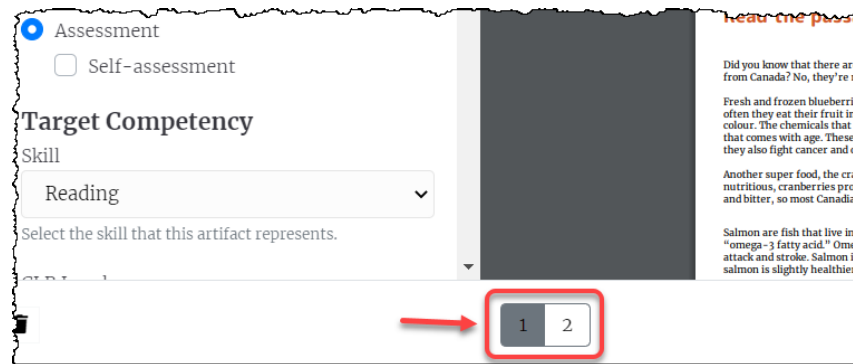 Assessment
Self-assessment
Target Competency
Skill
Reading
Select the skill that this artifact represents.
1 2
Read the pass
Did you know that there ar
from Canada? No, they're
Fresh and frozen blueberri
often they eat their fruit in
colour. The chemicals that
that comes with age. These
they also fight cancer and
Another super food, the cra
nutritious, cranberries pro
and bitter, so most Canadia
Salmon are fish that live in
"omega-3 fatty acid." Ome
attack and stroke. Salmon i
salmon is slightly healthier